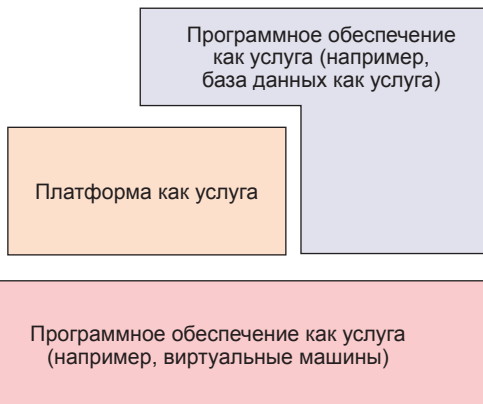 Программное обеспечение
как услуга (например,
база данных как услуга)
Платформа как услуга
Программное обеспечение как услуга
(например, виртуальные машины)